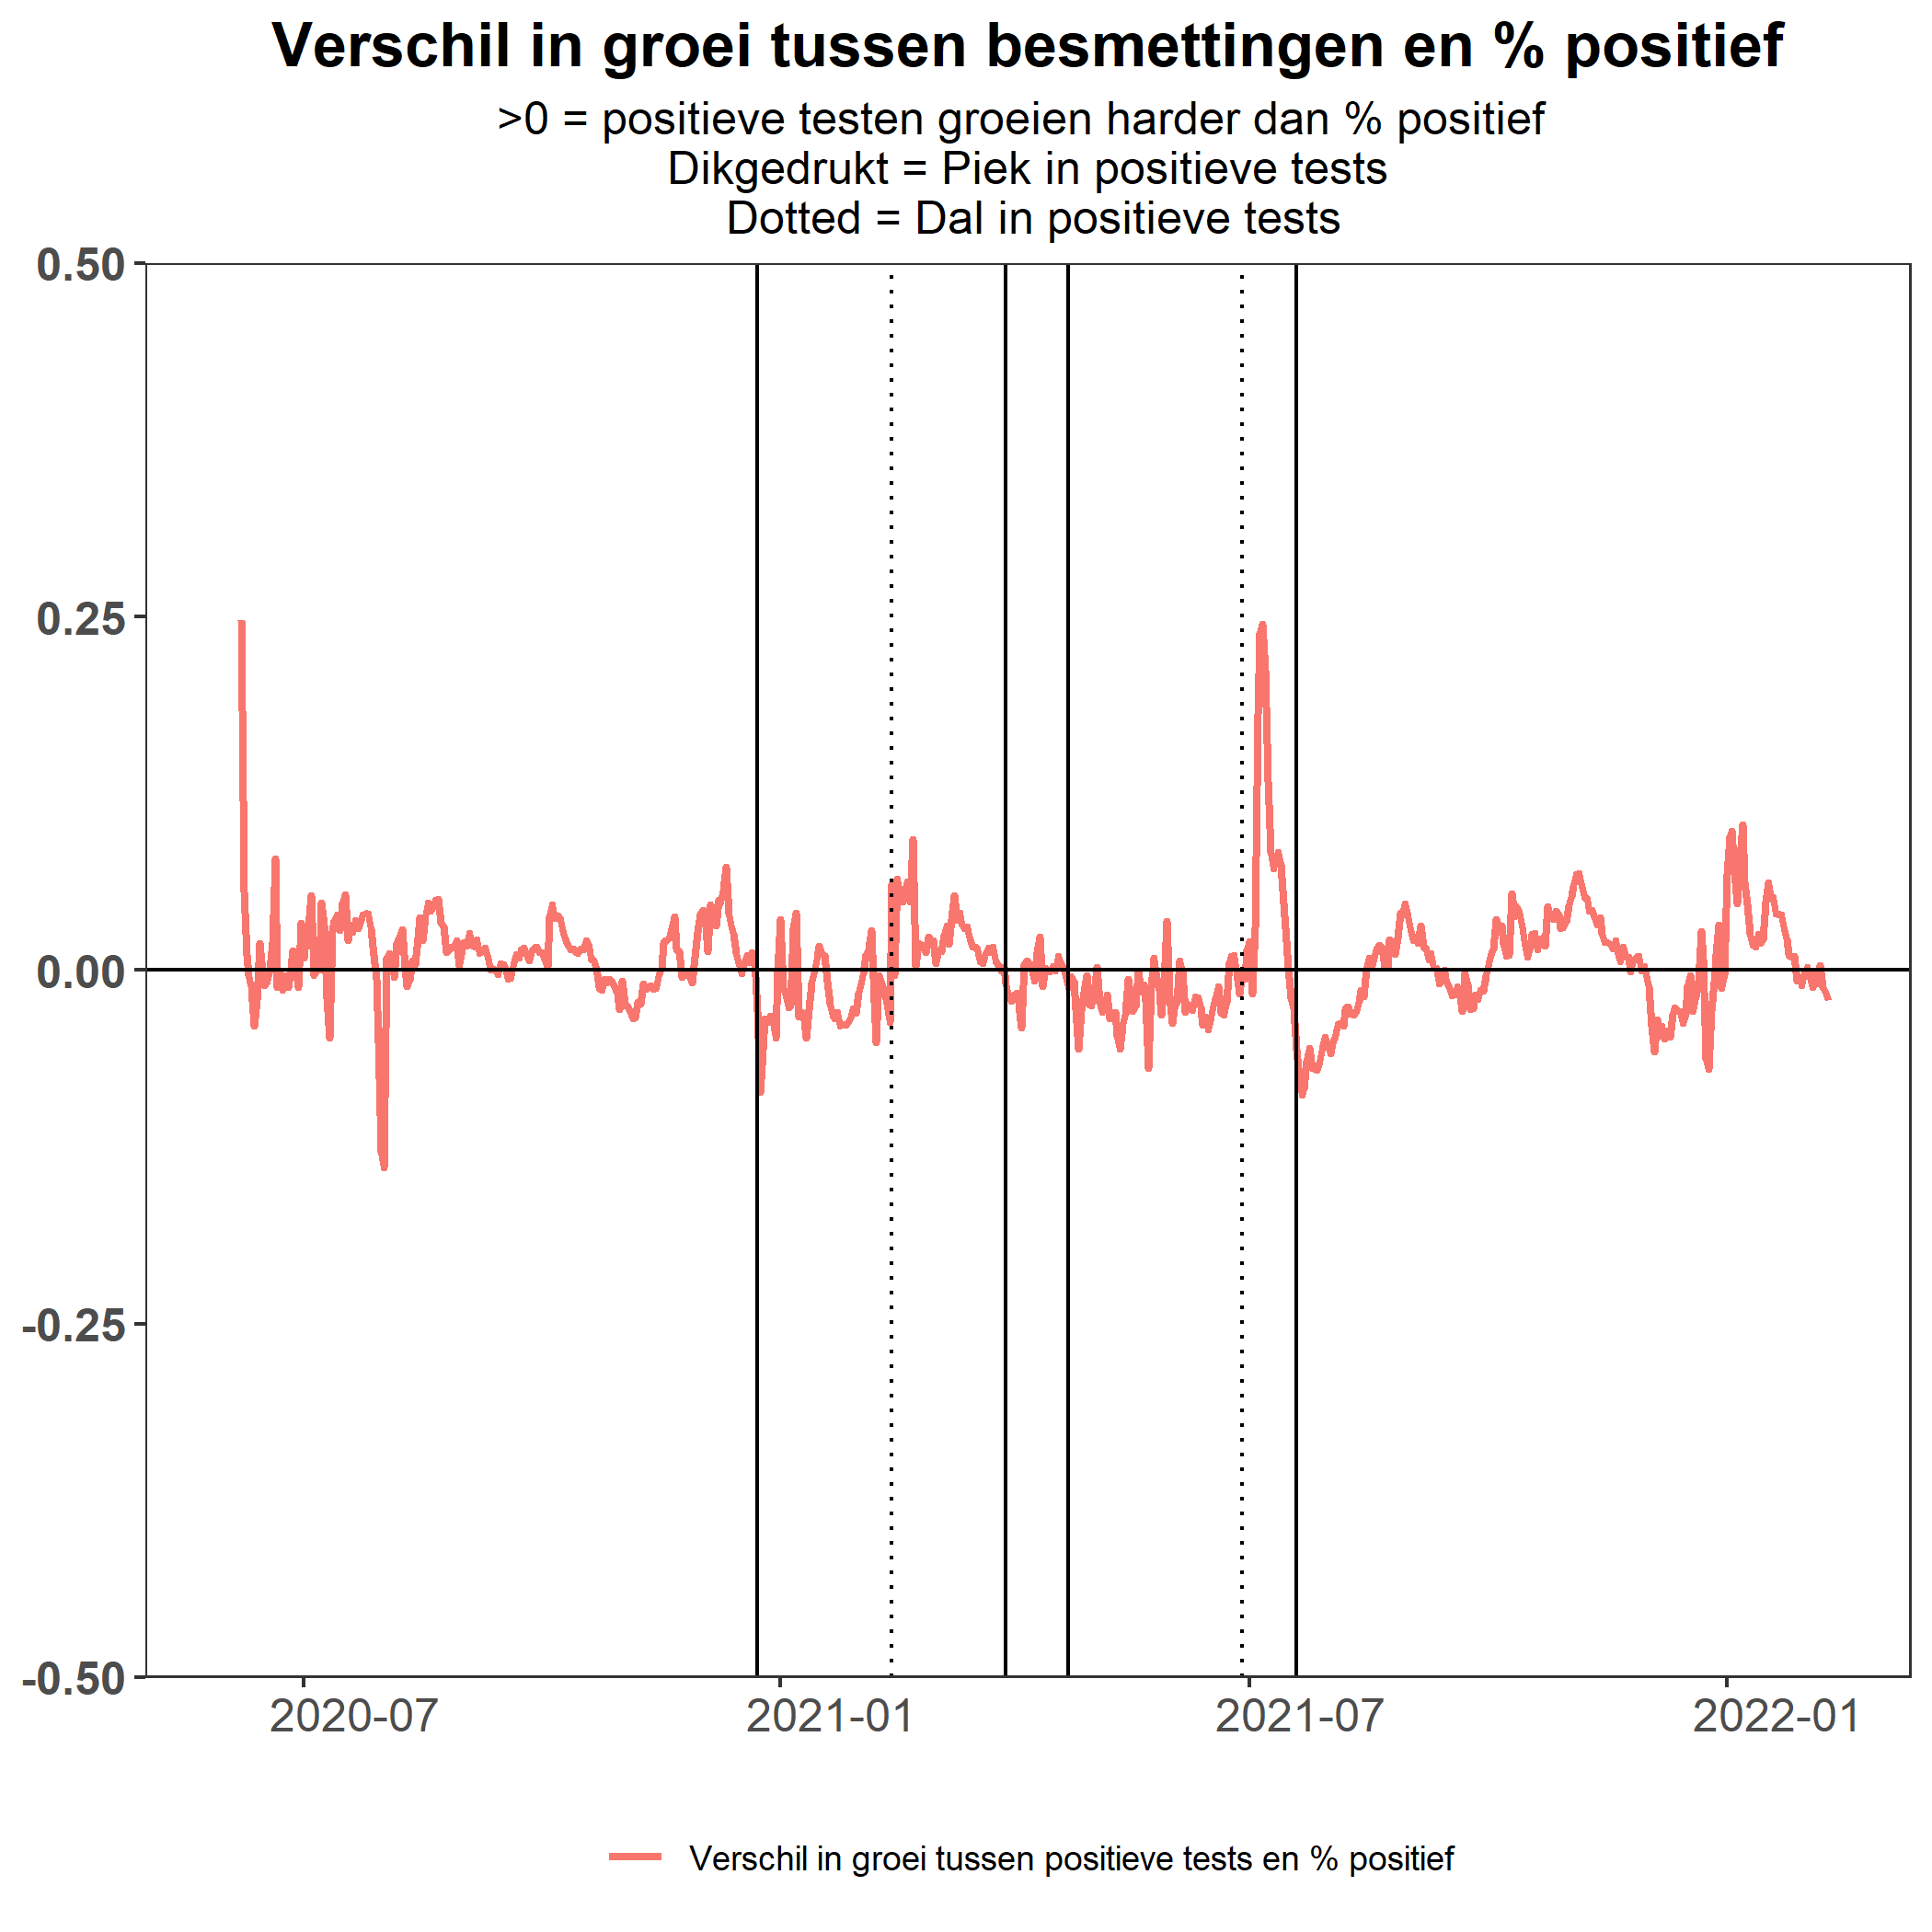 Verschil in groei tussen besmettingen en % positief
>0 = positieve testen groeien harder dan % positief
Dikgedrukt = Piek in positieve tests
Dotted = Dal in positieve tests
0.50
0.25
0.00
-0.25
-0.50
2020-07
2021-01
2021-07
2022-01
Verschil in groei tussen positieve tests en % positief